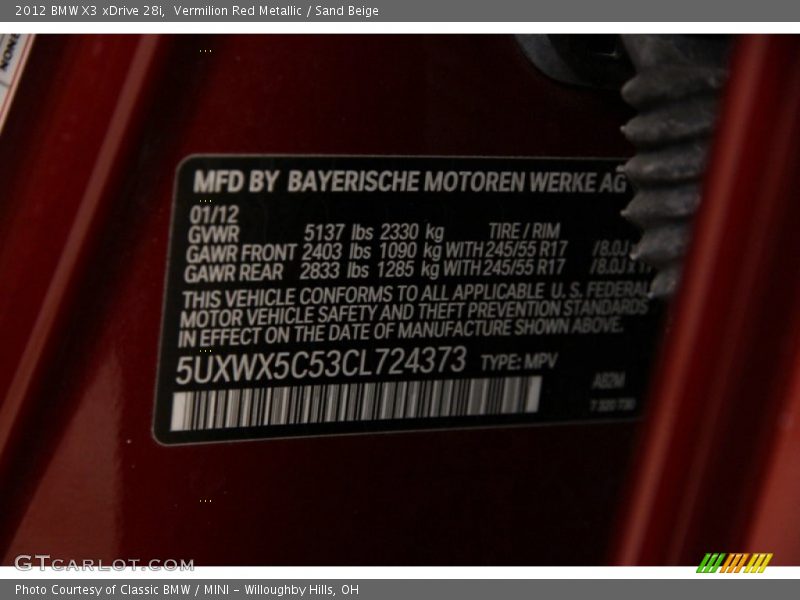 2012 BMW X3 xDrive 28i, Vermilion Red Metallic / Sand Beige
MFD BY BAYERISCHE MOTOREN WERKE AG
01/12
GVWR 5137 lbs 2330 kg TIRE / RIM
GAWR FRONT 2403 lbs 1090 kg WITH 245/55 R17 /8.0J
GAWR REAR 2833 lbs 1285 kg WITH 245/55 R17 /8.0J x
THIS VEHICLE CONFORMS TO ALL APPLICABLE U. S. FEDERAL
MOTOR VEHICLE SAFETY AND THEFT PREVENTION STANDARDS
IN EFFECT ON THE DATE OF MANUFACTURE SHOWN ABOVE.
5UXWX5C53CL724373 TYPE: MPV
GTCARLOT.COM
Photo Courtesy of Classic BMW / MINI - Willoughby Hills, OH